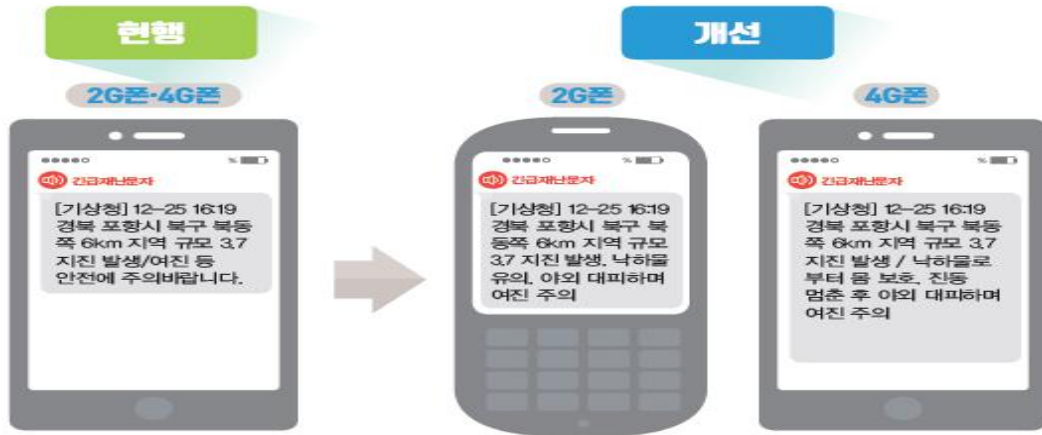 현행
2G폰·4G폰
%
긴급재난문자
[기상청] 12-25 16:19
경북 포항시 북구 북동
쪽 6km 지역 규모 3.7
지진 발생/여진 등
안전에 주의바랍니다.
개선
2G폰
%
긴급재난문자
[기상청] 12-25 16:19
경북 포항시 북구 북
동쪽 6km 지역 규모
3.7 지진 발생, 낙하물
유의, 야외 대피하며
여진 주의
4G폰
%
긴급재난문자
[기상청] 12-25 16:19
경북 포항시 북구 북동
쪽 6km 지역 규모 3.7
지진 발생 / 낙하물로
부터 몸 보호, 진동
멈춘 후 야외 대피하며
여진 주의